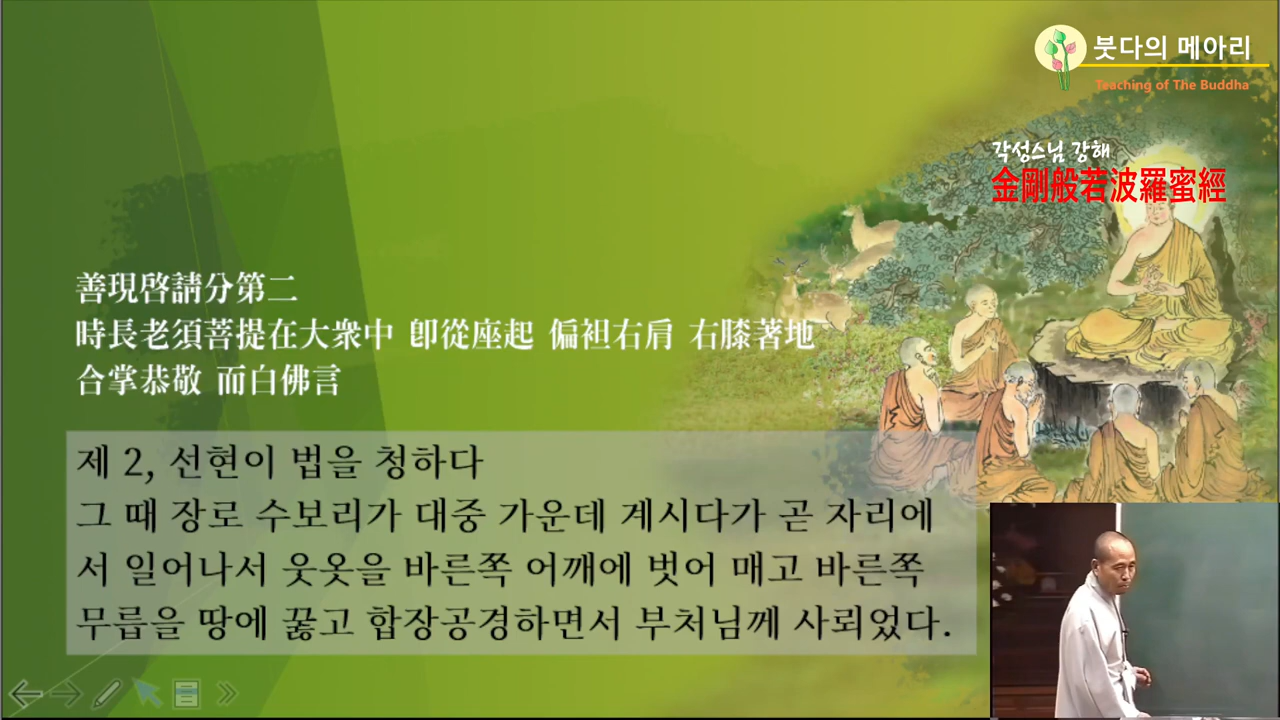 붓다의 메아리
Teaching of The Buddha
각성스님 강해
金剛般若波羅蜜經
善現啓請分第二
時長老須菩提在大衆中 卽從座起 偏袒右肩 右膝著地
合掌恭敬 而白佛言
제 2, 선현이 법을 청하다
그 때 장로 수보리가 대중 가운데 계시다가 곧 자리에
서 일어나서 웃옷을 바른쪽 어깨에 벗어 매고 바른쪽
무릅을 땅에 꿇고 합장공경하면서 부처님께 사뢰었다.